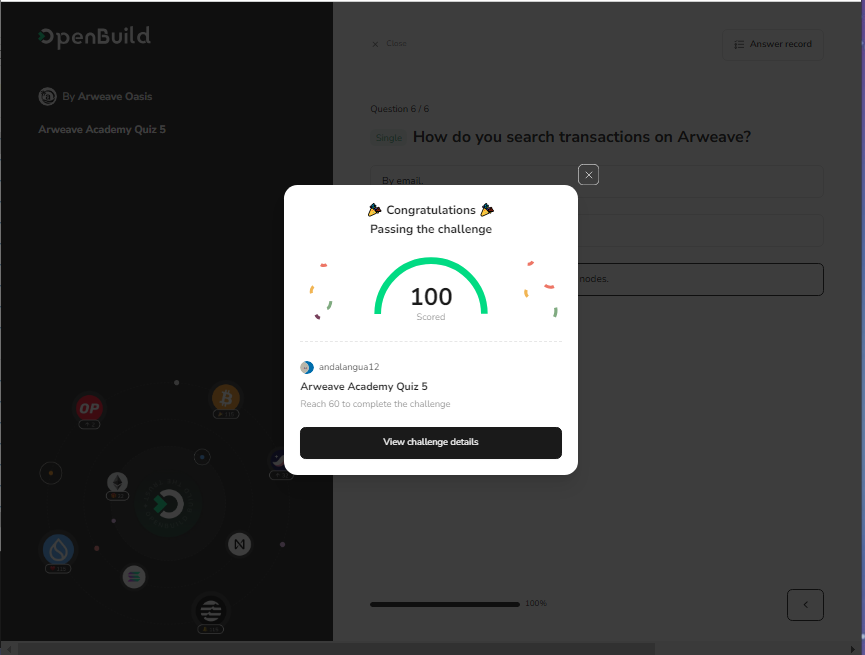 OpenBuild
By Arweave Oasis
Arweave Academy Quiz 5
Close
Answer record
Question 6 / 6
Single
How do you search transactions on Arweave?
By email.
nodes.
Congratulations
Passing the challenge
100
Scored
andalangua12
Arweave Academy Quiz 5
Reach 60 to complete the challenge
View challenge details
OP
100%